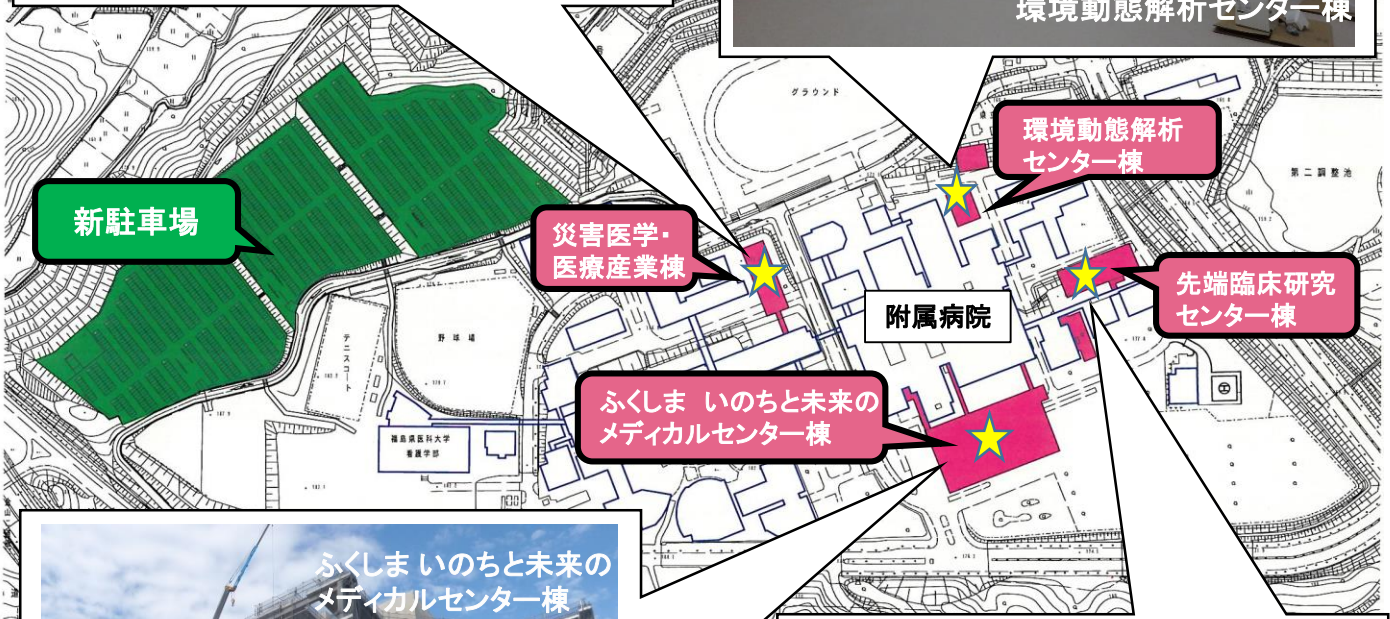 環境動態解析センター棟
グラウンド
環境動態解析
センター棟
第二調整池
新駐車場
災害医学・
医療産業棟
先端臨床研究
センター棟
附属病院
野球場
テニスコート
ふくしま いのちと未来の
メディカルセンター棟
福島県医科大学
看護学部
ふくしま いのちと未来の
メディカルセンター棟